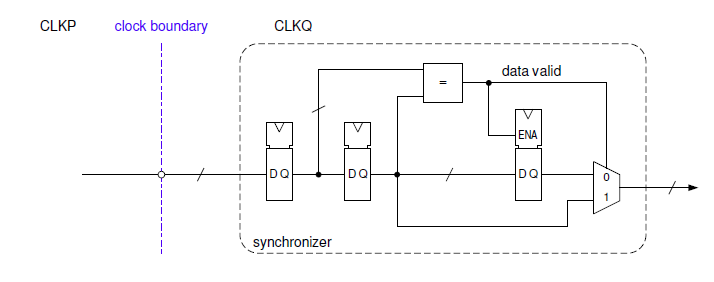 CLKP clock boundary CLKQ
=
data valid
ENA
D Q D Q D Q
0
1
synchronizer